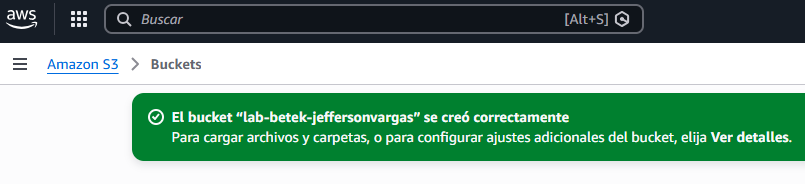 aws
Buscar [Alt+S]
Amazon S3 > Buckets
El bucket “lab-betek-jeffersonvargas” se creó correctamente
Para cargar archivos y carpetas, o para configurar ajustes adicionales del bucket, elija Ver detalles.